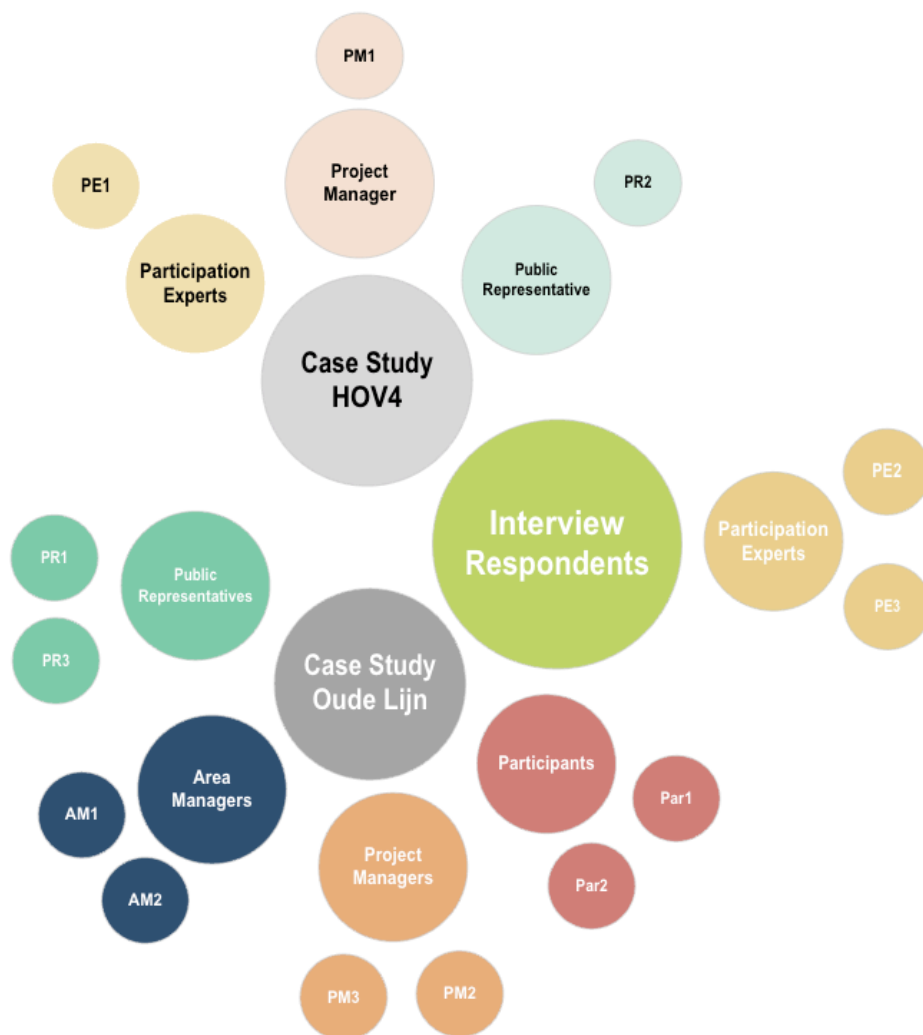 PM1
Project
Manager
PE1
PR2
Participation
Experts
Public
Representative
Case Study
HOV4
PE2
Interview
Respondents
Participation
Experts
PR1
Public
Representatives
PE3
PR3
Case Study
Oude Lijn
Participants
Area
Managers
Par1
AM1
Project
Managers
Par2
AM2
PM3
PM2